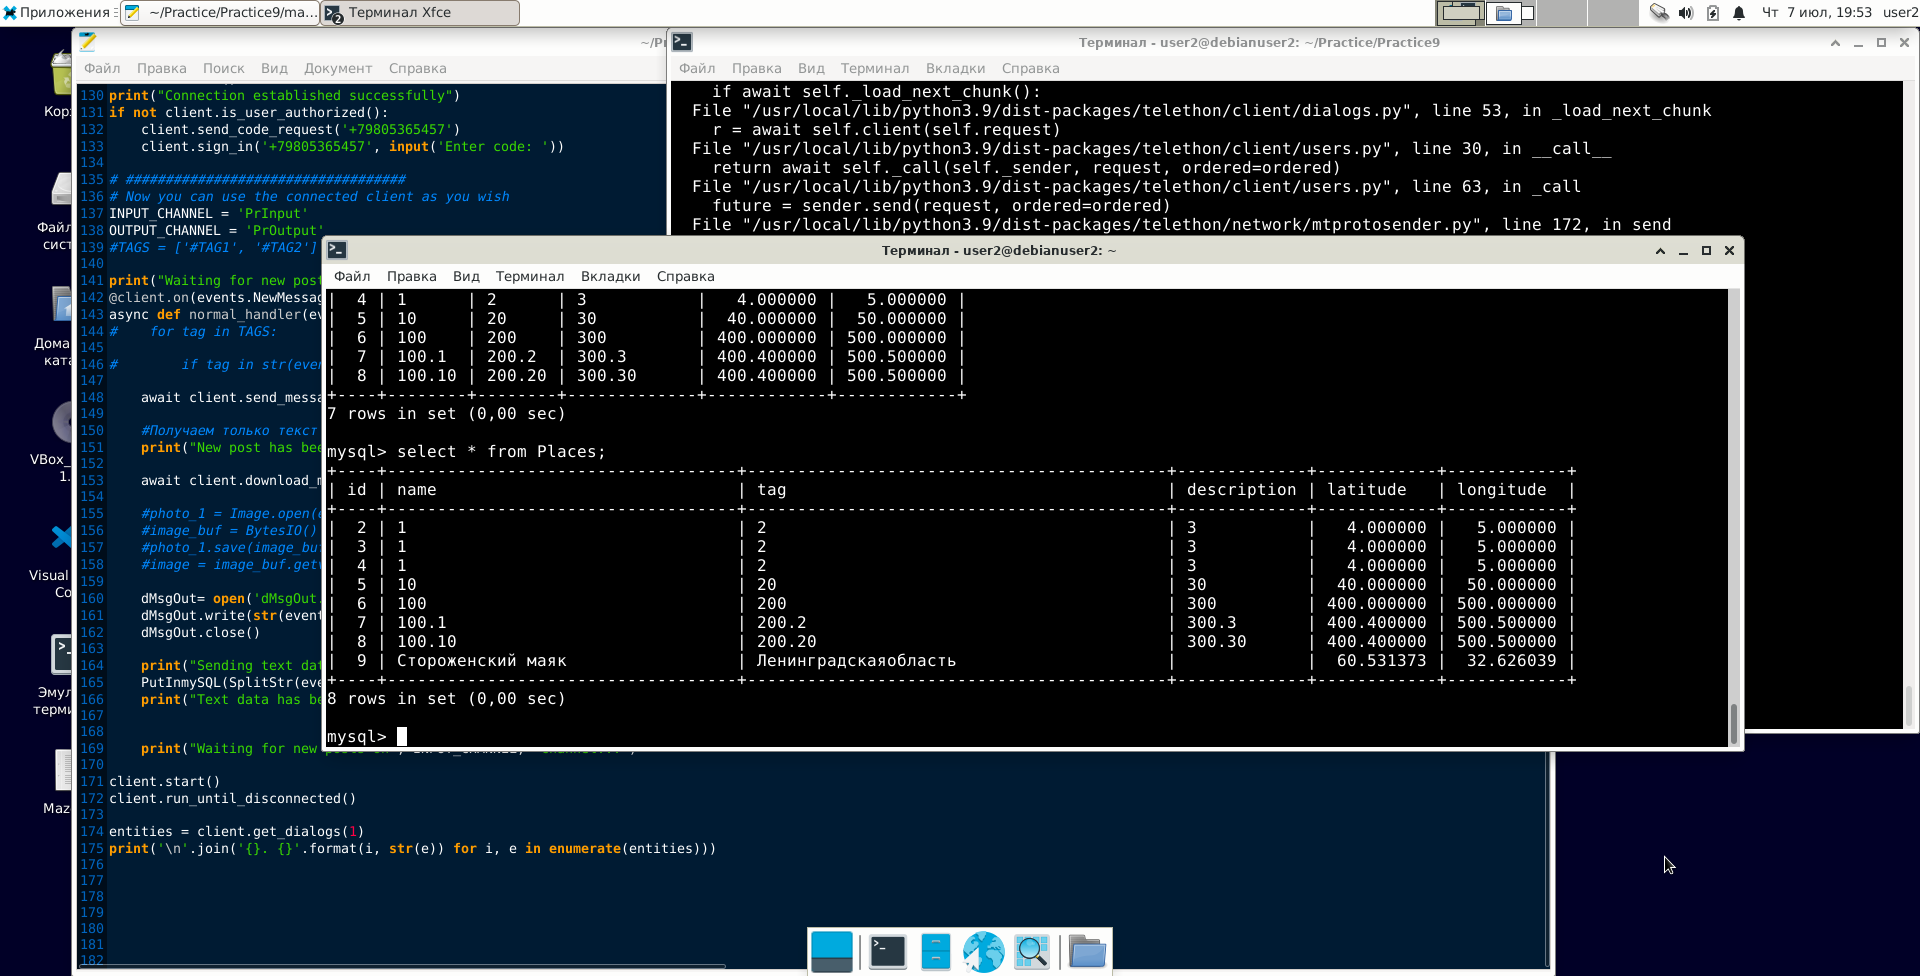 Приложения
~/Practice/Practice9/ma...
Терминал Xfce
2
Чт 7 июл, 19:53 user2
Файл Правка Поиск Вид Документ Справка
130 print("Connection established successfully")
131 if not client.is_user_authorized():
132 client.send_code_request('+79805365457')
133 client.sign_in('+79805365457', input('Enter code: '))
134
135 # ###################################
136 # Now you can use the connected client as you wish
137 INPUT_CHANNEL = 'PrInput'
138 OUTPUT_CHANNEL = 'PrOutput'
139 #TAGS = ['#TAG1', '#TAG2']
140
141 print("Waiting for new post
142 @client.on(events.NewMessag
143 async def normal_handler(ev
144 # for tag in TAGS:
145
146 # if tag in str(even
147
148 await client.send_messa
149
150 #Получаем только текст
151 print("New post has bee
152
153 await client.download_m
154
155 #photo_1 = Image.open(e
156 #image_buf = BytesIO()
157 #photo_1.save(image_bu
158 #image = image_buf.getv
159
160 dMsgOut= open('dMsgOut.
161 dMsgOut.write(str(event
162 dMsgOut.close()
163
164 print("Sending text dat
165 PutInmySQL(SplitStr(eve
166 print("Text data has be
167
168
169 print("Waiting for new
170
171 client.start()
172 client.run_until_disconnected()
173
174 entities = client.get_dialogs(1)
175 print('\n'.join('{}. {}'.format(i, str(e)) for i, e in enumerate(entities)))
176
177
178
179
180
181
182
Терминал - user2@debianuser2: ~/Practice/Practice9
Файл Правка Вид Терминал Вкладки Справка
if await self._load_next_chunk():
File "/usr/local/lib/python3.9/dist-packages/telethon/client/dialogs.py", line 53, in _load_next_chunk
r = await self.client(self.request)
File "/usr/local/lib/python3.9/dist-packages/telethon/client/users.py", line 30, in __call__
return await self._call(self._sender, request, ordered=ordered)
File "/usr/local/lib/python3.9/dist-packages/telethon/client/users.py", line 63, in _call
future = sender.send(request, ordered=ordered)
File "/usr/local/lib/python3.9/dist-packages/telethon/network/mtprotosender.py", line 172, in send
Терминал - user2@debianuser2: ~
Файл Правка Вид Терминал Вкладки Справка
| 4 | 1 | 2 | 3 | 4.000000 | 5.000000 |
| 5 | 10 | 20 | 30 | 40.000000 | 50.000000 |
| 6 | 100 | 200 | 300 | 400.000000 | 500.000000 |
| 7 | 100.1 | 200.2 | 300.3 | 400.400000 | 500.500000 |
| 8 | 100.10 | 200.20 | 300.30 | 400.400000 | 500.500000 |
+----+--------+--------+-------------+------------+------------+
7 rows in set (0,00 sec)
mysql> select * from Places;
+----+-----------------------------------+------------------------------------------+-------------+------------+------------+
| id | name | tag | description | latitude | longitude |
+----+-----------------------------------+------------------------------------------+-------------+------------+------------+
| 2 | 1 | 2 | 3 | 4.000000 | 5.000000 |
| 3 | 1 | 2 | 3 | 4.000000 | 5.000000 |
| 4 | 1 | 2 | 3 | 4.000000 | 5.000000 |
| 5 | 10 | 20 | 30 | 40.000000 | 50.000000 |
| 6 | 100 | 200 | 300 | 400.000000 | 500.000000 |
| 7 | 100.1 | 200.2 | 300.3 | 400.400000 | 500.500000 |
| 8 | 100.10 | 200.20 | 300.30 | 400.400000 | 500.500000 |
| 9 | Стороженский маяк | Ленинградскаяобласть | | 60.531373 | 32.626039 |
+----+-----------------------------------+------------------------------------------+-------------+------------+------------+
8 rows in set (0,00 sec)
mysql>
Кор
Файл
сис
Дома
ката
VBox_
1.
Visual
Co
Эмул
терми
Maz